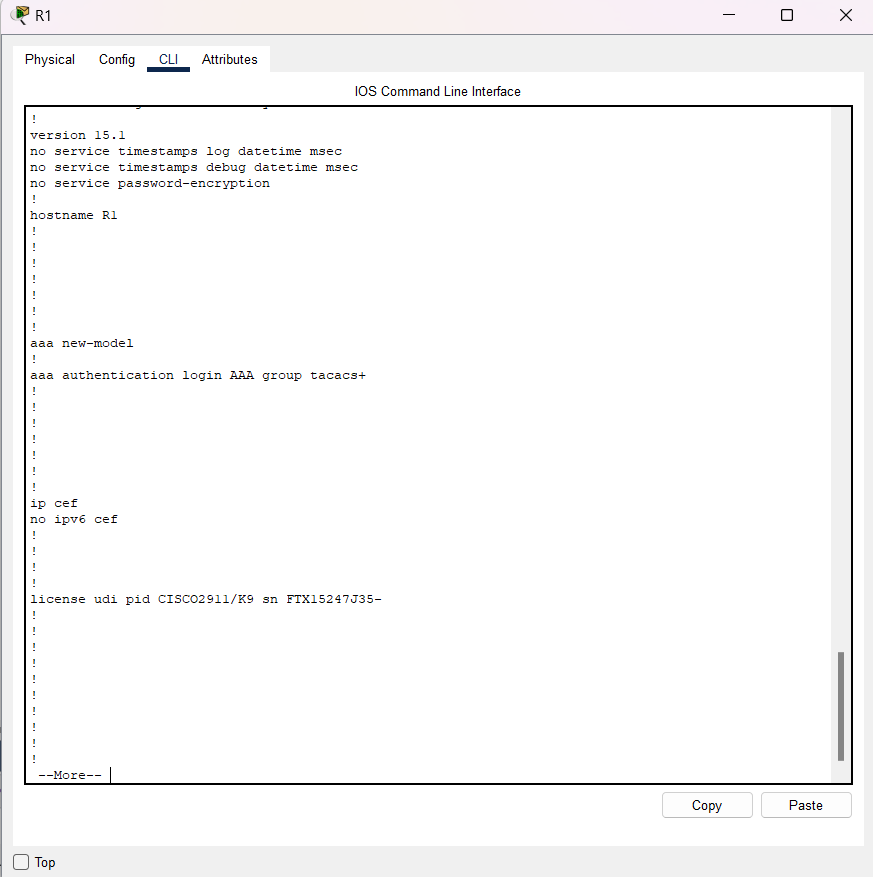 R1
Physical Config CLI Attributes
IOS Command Line Interface
!
version 15.1
no service timestamps log datetime msec
no service timestamps debug datetime msec
no service password-encryption
!
hostname R1
!
!
!
!
!
!
!
aaa new-model
!
aaa authentication login AAA group tacacs+
!
!
!
!
!
!
!
ip cef
no ipv6 cef
!
!
!
!
license udi pid CISCO2911/K9 sn FTX15247J35-
!
!
!
!
!
!
!
!
!
!
--More--
Copy Paste
Top